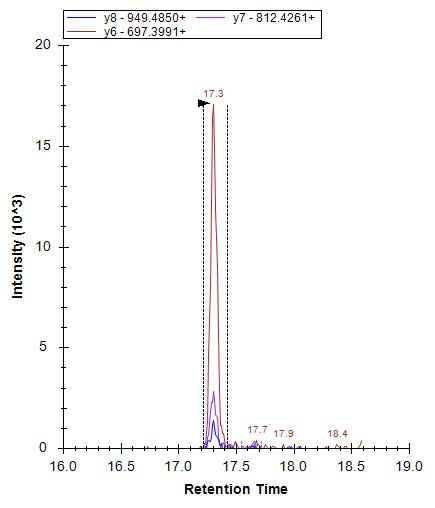 y8 - 949.4850+ y7 - 812.4261+
y6 - 697.3991+
20
15
10
5
0
Intensity (10^3)
17.3
17.7
17.9
18.4
16.0 16.5 17.0 17.5 18.0 18.5 19.0
Retention Time